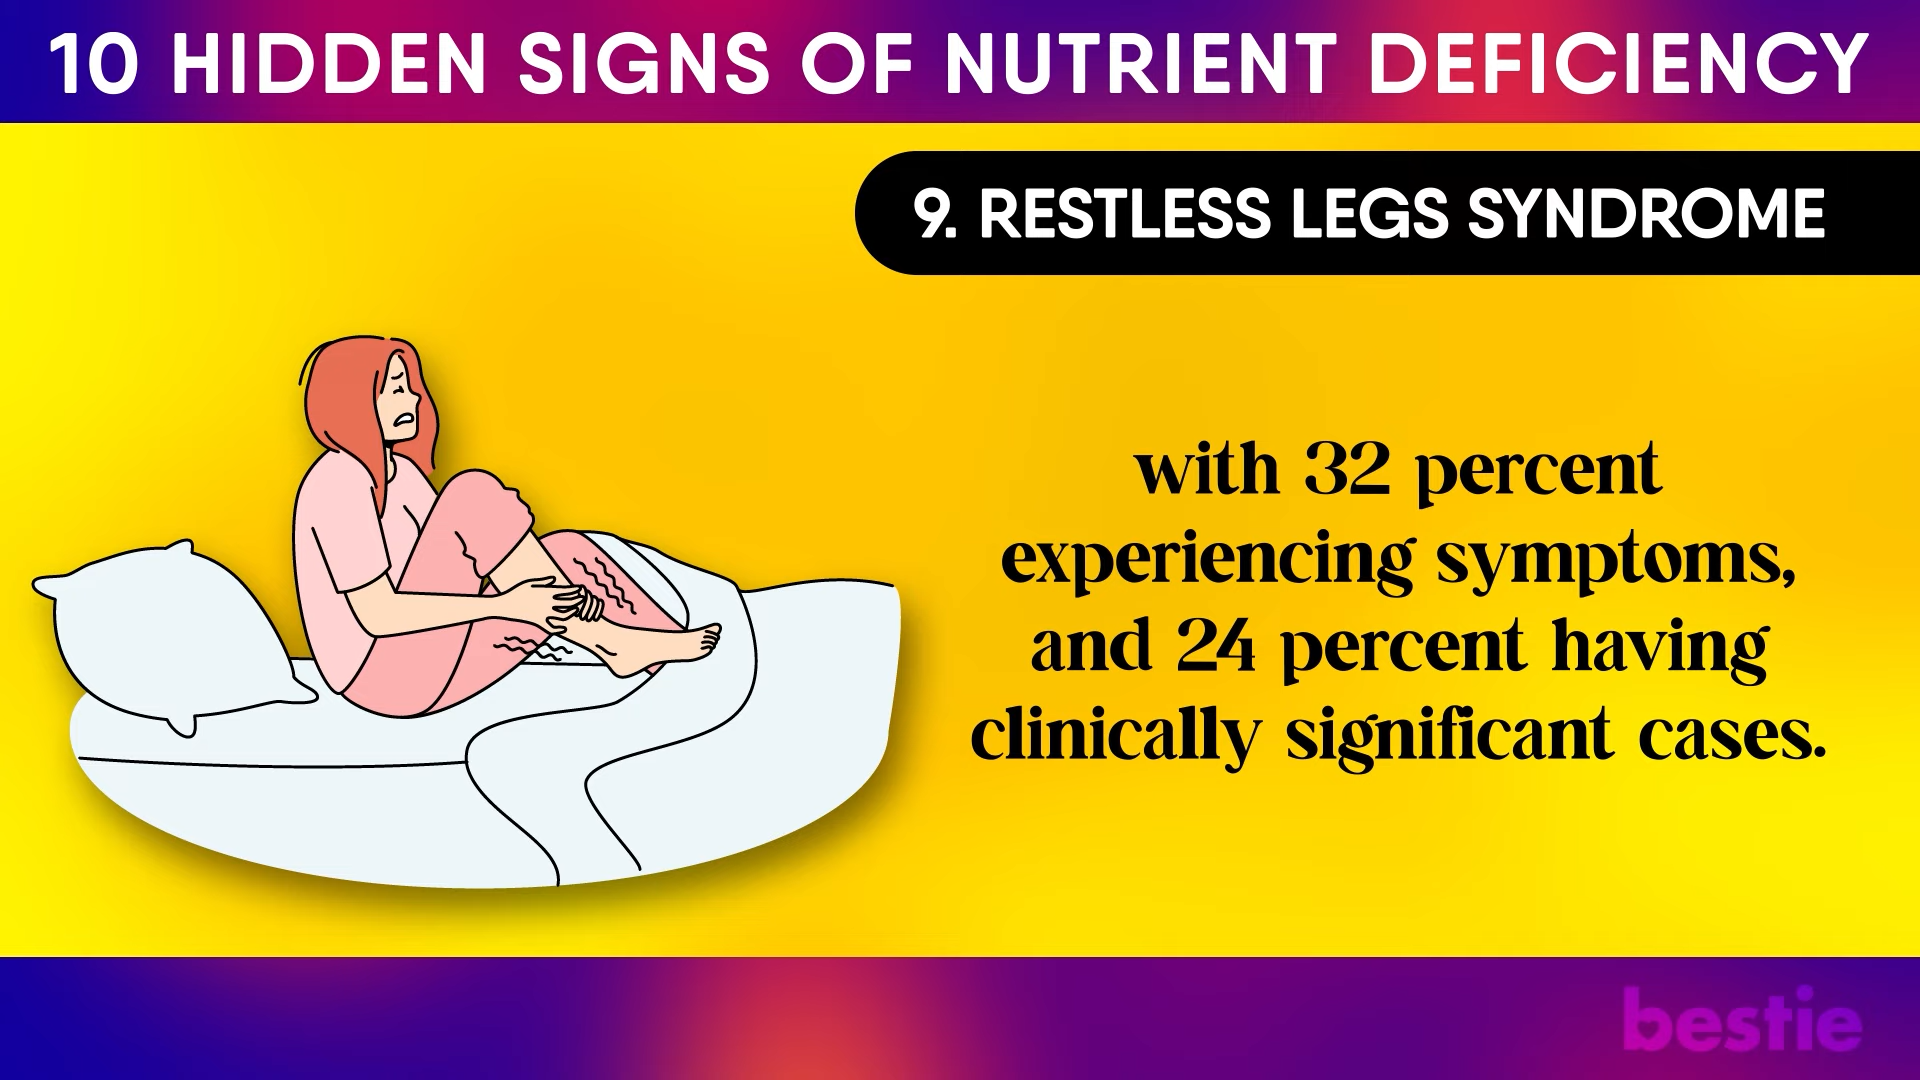 10 HIDDEN SIGNS OF NUTRIENT DEFICIENCY
9. RESTLESS LEGS SYNDROME
with 32 percent
experiencing symptoms,
and 24 percent having
clinically significant cases.
bestie